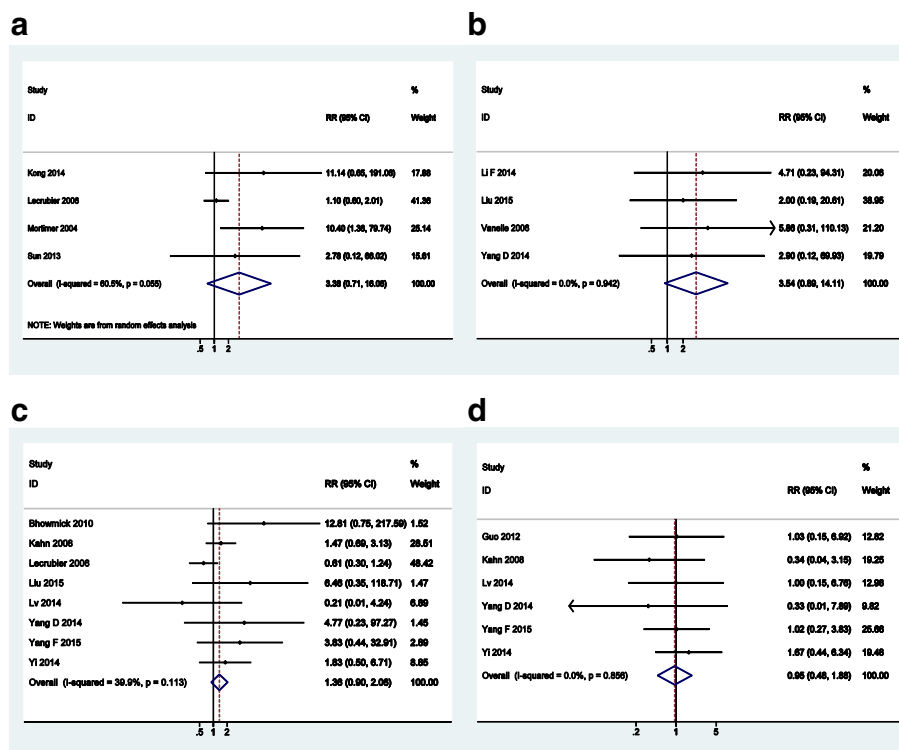 a
Study %
ID RR (95% CI) Weight
Kong 2014 11.14 (0.65, 191.08) 17.88
Lecrubier 2006 1.10 (0.60, 2.01) 41.36
Mortimer 2004 10.40 (1.36, 79.74) 25.14
Sun 2013 2.78 (0.12, 66.02) 15.61
Overall (I-squared = 60.5%, p = 0.055) 3.38 (0.71, 16.05) 100.00
NOTE: Weights are from random effects analysis
.5 1 2
b
Study %
ID RR (95% CI) Weight
Li F 2014 4.71 (0.23, 94.31) 20.06
Liu 2015 2.00 (0.19, 20.61) 38.95
Vanelle 2006 5.86 (0.31, 110.13) 21.20
Yang D 2014 2.90 (0.12, 69.93) 19.79
Overall (I-squared = 0.0%, p = 0.942) 3.54 (0.89, 14.11) 100.00
.5 1 2
c
Study %
ID RR (95% CI) Weight
Bhowmick 2010 12.81 (0.75, 217.59) 1.52
Kahn 2008 1.47 (0.69, 3.13) 28.51
Lecrubier 2006 0.61 (0.30, 1.24) 48.42
Liu 2015 6.46 (0.35, 118.71) 1.47
Lv 2014 0.21 (0.01, 4.24) 6.89
Yang D 2014 4.77 (0.23, 97.27) 1.45
Yang F 2015 3.83 (0.44, 32.91) 2.89
Yi 2014 1.83 (0.50, 6.71) 8.85
Overall (I-squared = 39.9%, p = 0.113) 1.36 (0.90, 2.06) 100.00
.5 1 2
d
Study %
ID RR (95% CI) Weight
Guo 2012 1.03 (0.15, 6.92) 12.82
Kahn 2008 0.34 (0.04, 3.15) 19.25
Lv 2014 1.00 (0.15, 6.76) 12.98
Yang D 2014 0.33 (0.01, 7.89) 9.82
Yang F 2015 1.02 (0.27, 3.83) 25.66
Yi 2014 1.67 (0.44, 6.34) 19.46
Overall (I-squared = 0.0%, p = 0.856) 0.95 (0.48, 1.88) 100.00
.2 1 5